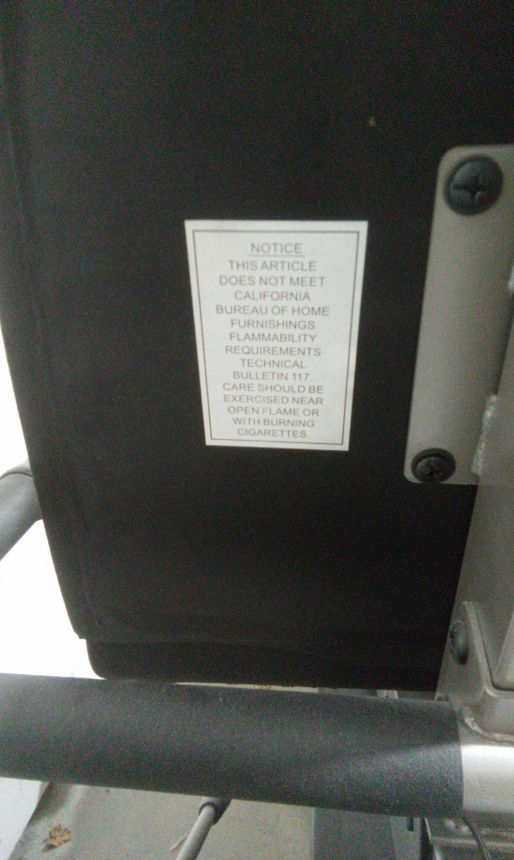 NOTICE
THIS ARTICLE
DOES NOT MEET
CALIFORNIA
BUREAU OF HOME
FURNISHINGS
FLAMMABILITY
REQUIREMENTS
TECHNICAL
BULLETIN 117.
CARE SHOULD BE
EXERCISED NEAR
OPEN FLAME OR
WITH BURNING
CIGARETTES.